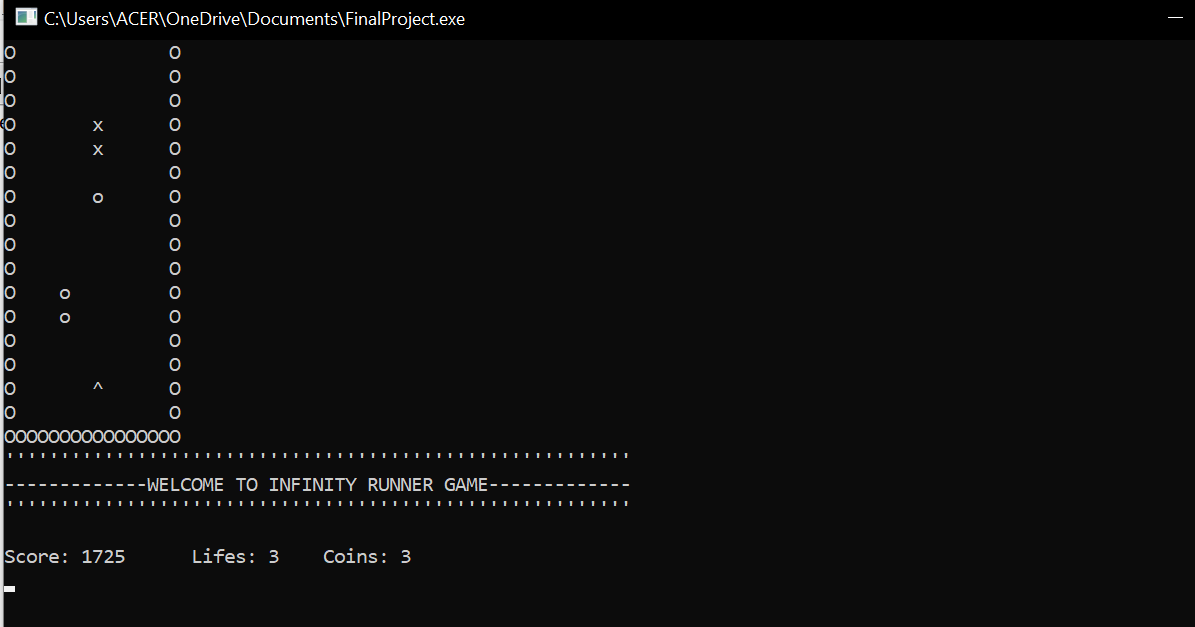 C:\Users\ACER\OneDrive\Documents\FinalProject.exe
O              O
O              O
O              O
O       x      O
O       x      O
O              O
O       o      O
O              O
O              O
O              O
O    o         O
O    o         O
O              O
O              O
O       ^      O
O              O
OOOOOOOOOOOOOOOO
'''''''''''''''''''''''''''''''''''''''''''''''''''''''''
-------------WELCOME TO INFINITY RUNNER GAME-------------
'''''''''''''''''''''''''''''''''''''''''''''''''''''''''
Score: 1725      Lifes: 3    Coins: 3